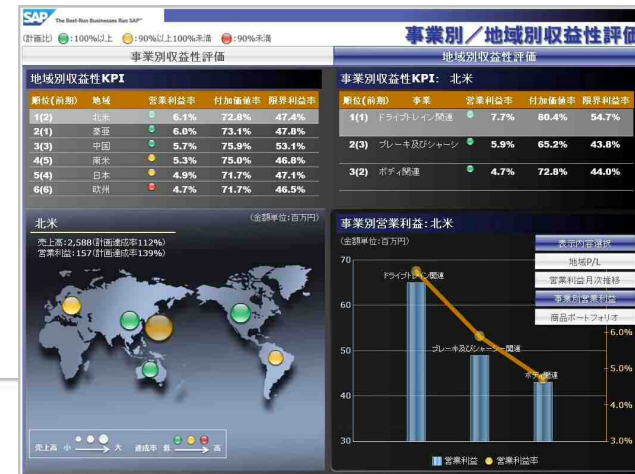 SAP The Best-Run Businesses Run SAP™
(計画比) :100%以上 :90%以上100%未満 :90%未満
事業別／地域別収益性評価
事業別収益性評価
地域別収益性評価
地域別収益性KPI
順位(前期) 地域 営業利益率 付加価値率 限界利益率
1(2) 北米 6.1% 72.8% 47.4%
2(1) 豪亜 6.0% 73.1% 47.8%
3(3) 中国 5.7% 75.9% 53.1%
4(5) 南米 5.3% 75.0% 46.8%
5(4) 日本 4.9% 71.7% 47.1%
6(6) 欧州 4.7% 71.7% 46.5%
事業別収益性KPI: 北米
順位(前期) 事業 営業利益率 付加価値率 限界利益率
1(1) ドライブトレイン関連 7.7% 80.4% 54.7%
2(3) ブレーキ及びシャーシ 5.9% 65.2% 43.8%
3(2) ボディ関連 4.7% 72.8% 44.0%
北米
(金額単位:百万円)
売上高:2,588(計画達成率112%)
営業利益:157(計画達成率139%)
売上高 小 大 達成率 低 高
事業別営業利益:北米
(金額単位:百万円)
表示内容選択
地域P/L
営業利益月次推移
事業別営業利益
商品ポートフォリオ
70
ドライブトレイン関連
60
6.0%
ブレーキ及びシャーシー関連
50
5.0%
ボディ関連
40
4.0%
30
3.0%
営業利益 営業利益率